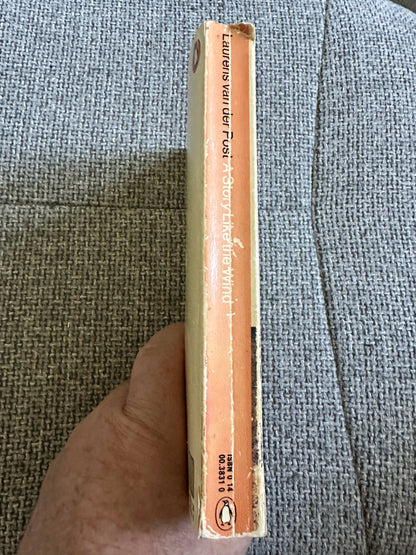 Laurens van der Post A Story Like the Wind
ISBN 0 14
00.3831 0